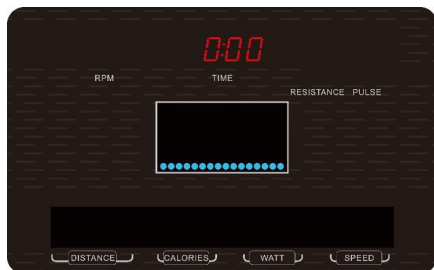 0:00
RPM TIME
RESISTANCE PULSE
DISTANCE CALORIES WATT SPEED